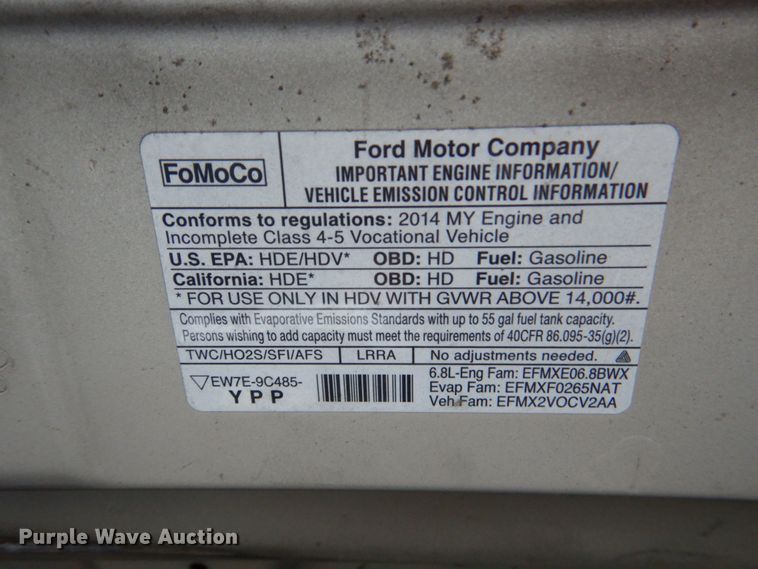 FoMoCo
Ford Motor Company
IMPORTANT ENGINE INFORMATION/
VEHICLE EMISSION CONTROL INFORMATION
Conforms to regulations: 2014 MY Engine and
Incomplete Class 4-5 Vocational Vehicle
U.S. EPA: HDE/HDV* OBD: HD Fuel: Gasoline
California: HDE* OBD: HD Fuel: Gasoline
* FOR USE ONLY IN HDV WITH GVWR ABOVE 14,000#.
Complies with Evaporative Emissions Standards with up to 55 gal fuel tank capacity.
Persons wishing to add capacity must meet the requirements of 40CFR 86.095-35(g)(2).
TWC/HO2S/SFI/AFS LRRA No adjustments needed.
EW7E-9C485-
YPP
6.8L-Eng Fam: EFMXE06.8BWX
Evap Fam: EFMXF0265NAT
Veh Fam: EFMX2VOCV2AA
Purple Wave Auction